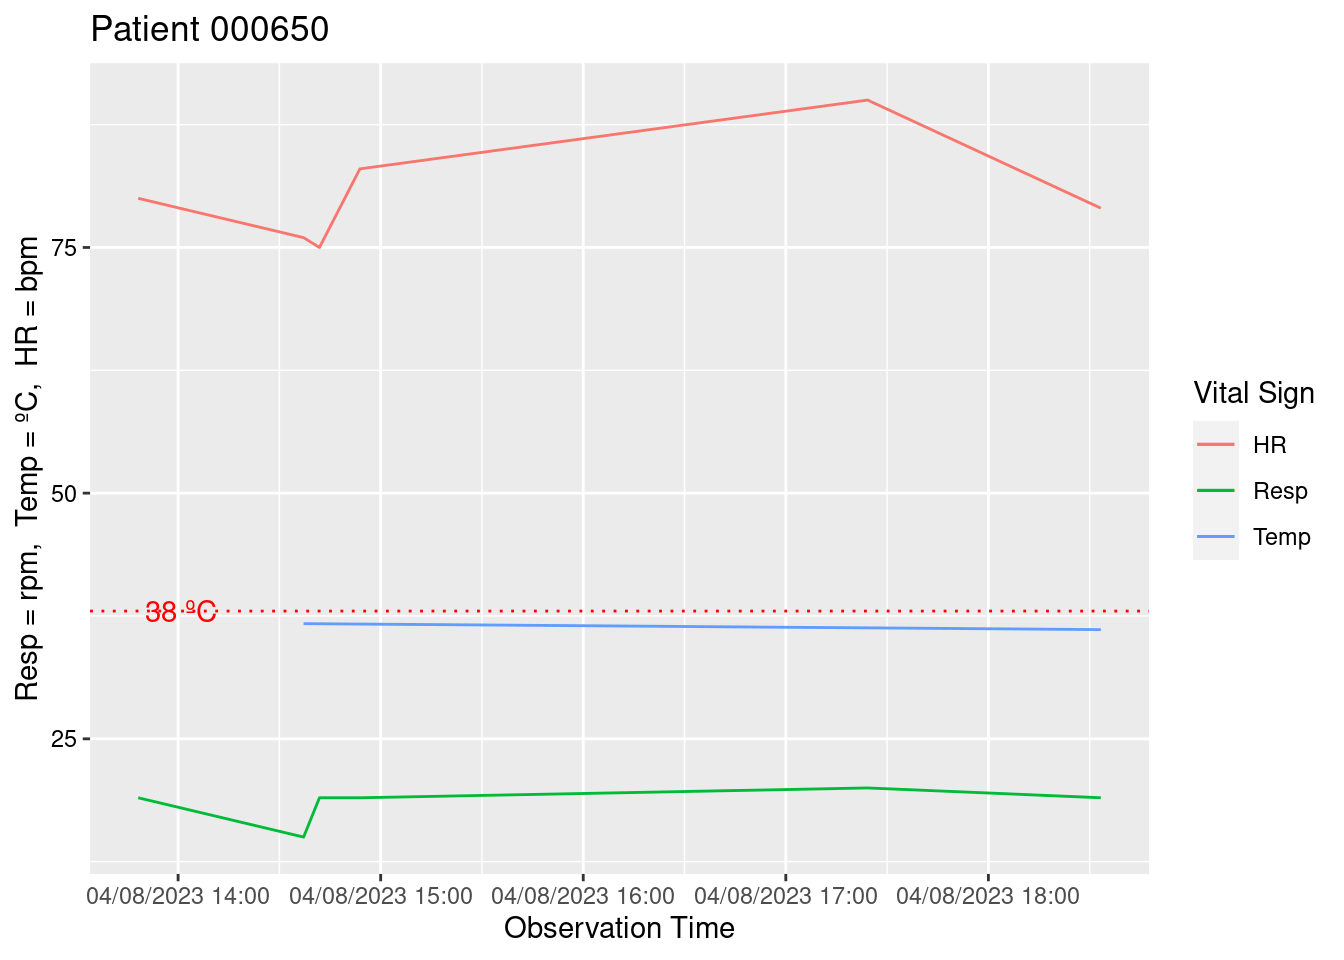 Patient 000650
Resp = rpm,  Temp = ºC,  HR = bpm
75
50
25
38 ºC
04/08/2023 14:00
04/08/2023 15:00
04/08/2023 16:00
04/08/2023 17:00
04/08/2023 18:00
Observation Time
Vital Sign
HR
Resp
Temp